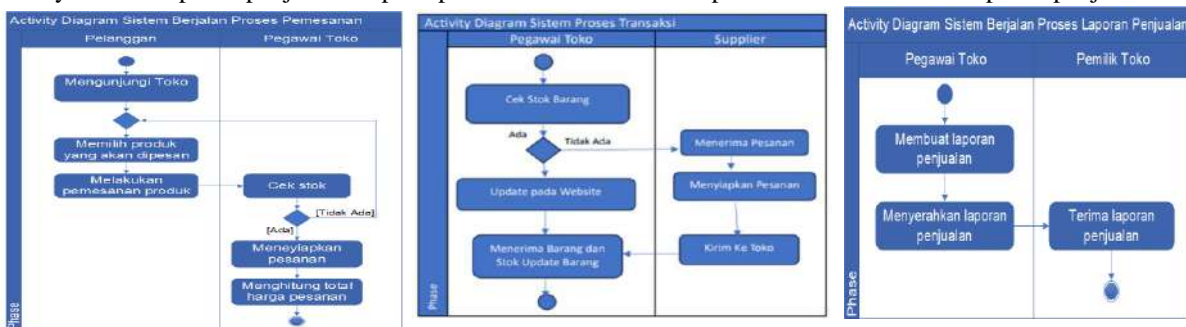 Activity Diagram Sistem Berjalan Proses Pemesanan
Pelanggan
Pegawai Toko
Mengunjungi Toko
Memilih produk
yang akan dipesan
Melakukan
pemesanan produk
Cek stok
[Tidak Ada]
[Ada]
Meneyiapkan
pesanan
Menghitung total
harga pesanan
Phase
Activity Diagram Sistem Proses Transaksi
Pegawai Toko
Supplier
Cek Stok Barang
Ada
Tidak Ada
Menerima Pesanan
Update pada Website
Menyiapkan Pesanan
Menerima Barang dan
Stok Update Barang
Kirim Ke Toko
Phase
Activity Diagram Sistem Berjalan Proses Laporan Penjualan
Pegawai Toko
Pemilik Toko
Membuat laporan
penjualan
Menyerahkan laporan
penjualan
Terima laporan
penjualan
Phase